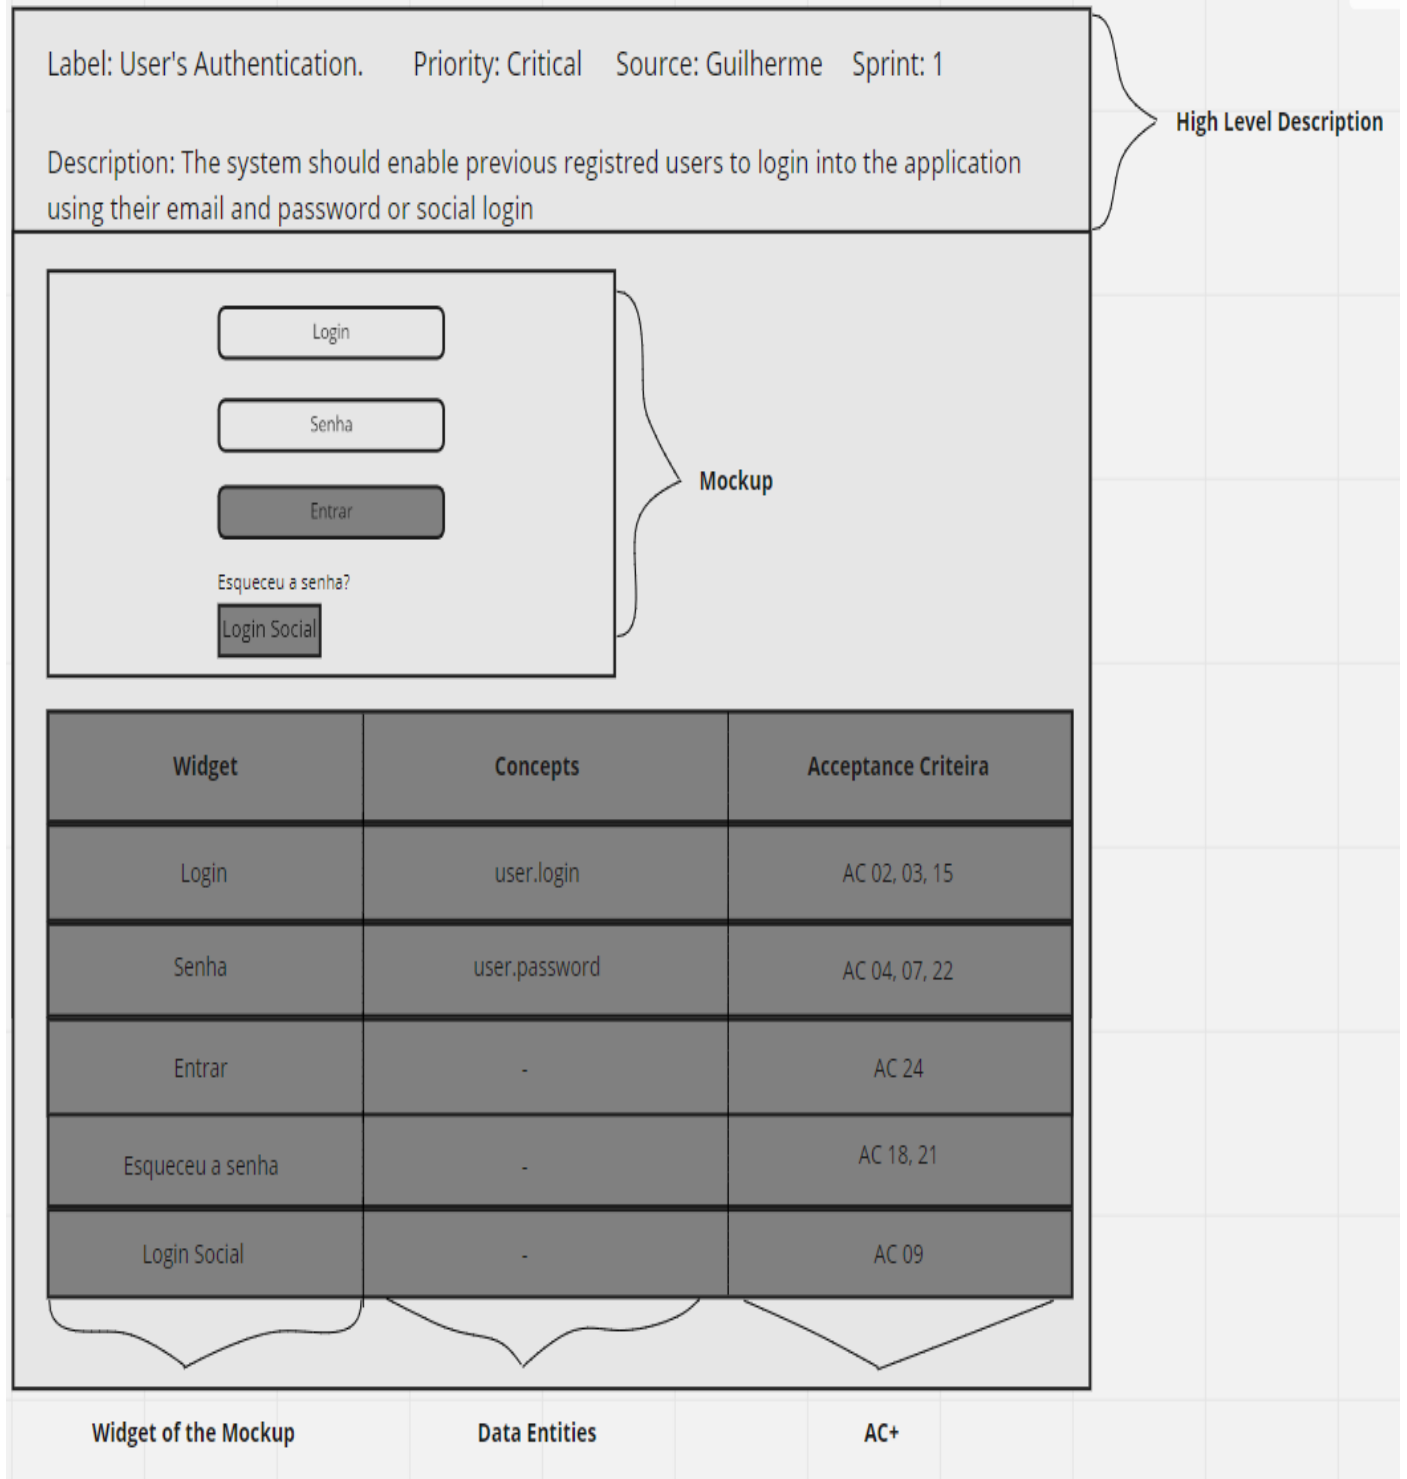 Label: User's Authentication. Priority: Critical Source: Guilherme Sprint: 1
High Level Description
Description: The system should enable previous registred users to login into the application
using their email and password or social login
Login
Senha
Mockup
Entrar
Esqueceu a senha?
Login Social
Widget Concepts Acceptance Criteira
Login user.login AC 02, 03, 15
Senha user.password AC 04, 07, 22
Entrar - AC 24
Esqueceu a senha - AC 18, 21
Login Social - AC 09
Widget of the Mockup Data Entities AC+